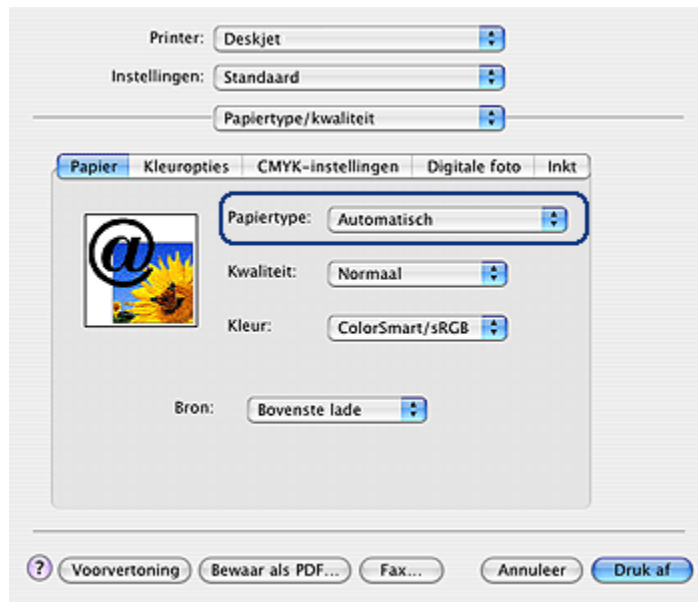 Printer: Deskjet
Instellingen: Standaard
Papiertype/kwaliteit
Papier Kleuropties CMYK-instellingen Digitale foto Inkt
@
Papiertype: Automatisch
Kwaliteit: Normaal
Kleur: ColorSmart/sRGB
Bron: Bovenste lade
? Voorvertoning Bewaar als PDF... Fax... Annuleer Druk af